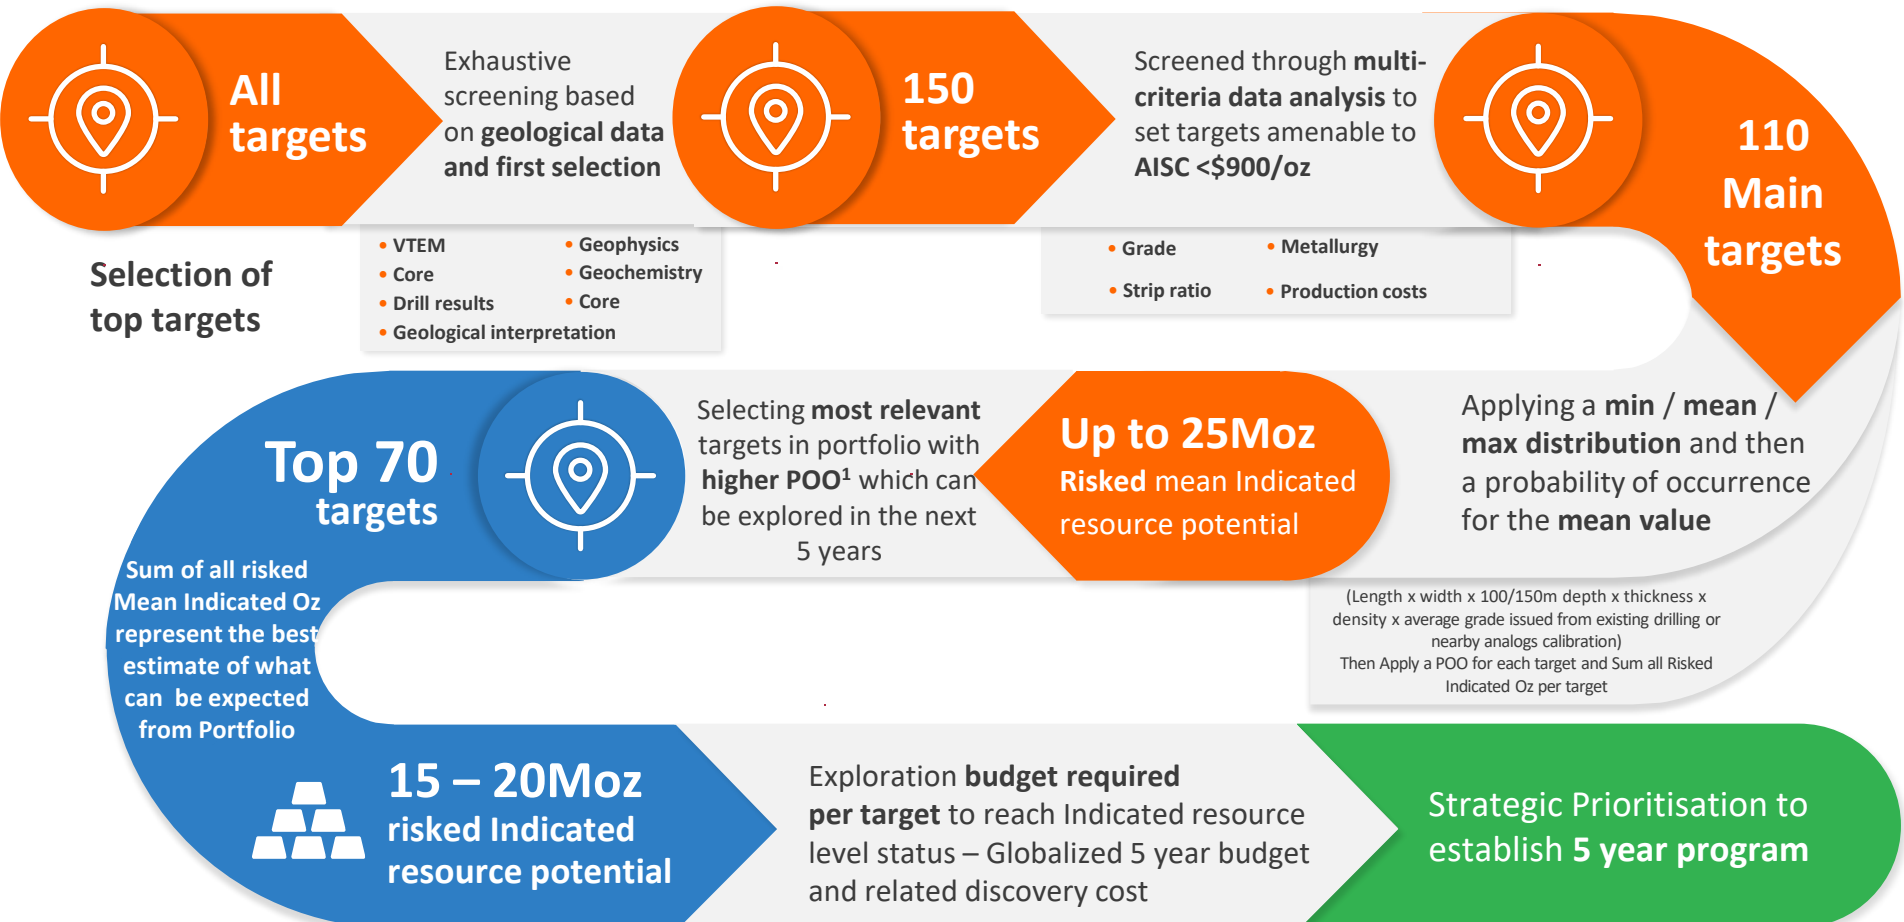 All
targets
Exhaustive
screening based
on geological data
and first selection
150
targets
Screened through multi-
criteria data analysis to
set targets amenable to
AISC <$900/oz
110
Main
targets
Selection of
top targets
• VTEM
• Core
• Drill results
• Geological interpretation
• Geophysics
• Geochemistry
• Core
• Grade
• Strip ratio
• Metallurgy
• Production costs
Applying a min / mean /
max distribution and then
a probability of occurrence
for the mean value
(Length x width x 100/150m depth x thickness x
density x average grade issued from existing drilling or
nearby analogs calibration)
Then Apply a POO for each target and Sum all Risked
Indicated Oz per target
Up to 25Moz
Risked mean Indicated
resource potential
Selecting most relevant
targets in portfolio with
higher POO¹ which can
be explored in the next
5 years
Top 70
targets
Sum of all risked
Mean Indicated Oz
represent the best
estimate of what
can be expected
from Portfolio
15 – 20Moz
risked Indicated
resource potential
Exploration budget required
per target to reach Indicated resource
level status – Globalized 5 year budget
and related discovery cost
Strategic Prioritisation to
establish 5 year program